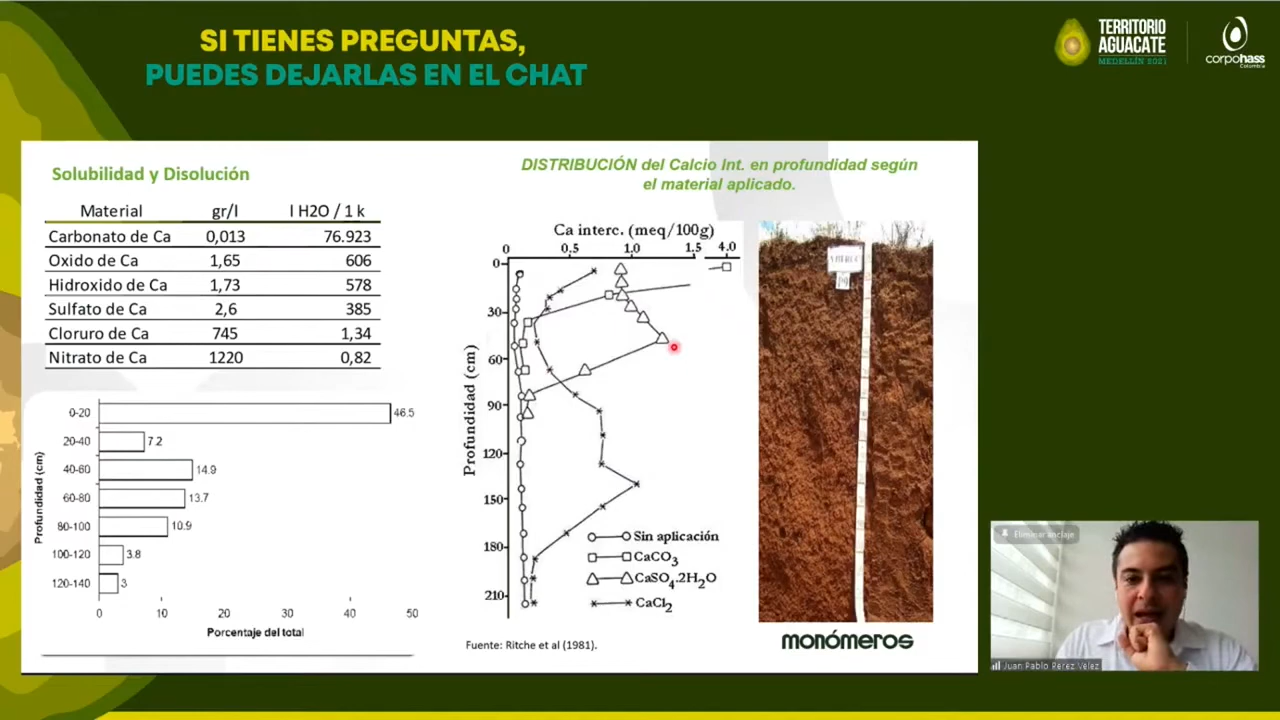 SI TIENES PREGUNTAS,
PUEDES DEJARLAS EN EL CHAT
TERRITORIO
AGUACATE
MEDELLÍN 2021
corpohass
Colombia
Solubilidad y Disolución
Material gr/l l H2O / 1 k
Carbonato de Ca 0,013 76.923
Oxido de Ca 1,65 606
Hidroxido de Ca 1,73 578
Sulfato de Ca 2,6 385
Cloruro de Ca 745 1,34
Nitrato de Ca 1220 0,82
Profundidad (cm)
0-20 46.5
20-40 7.2
40-60 14.9
60-80 13.7
80-100 10.9
100-120 3.8
120-140 3
0 10 20 30 40 50
Porcentaje del total
DISTRIBUCIÓN del Calcio Int. en profundidad según
el material aplicado.
Ca interc. (meq/100g)
0 0.5 1.0 1.5 4.0
Profundidad (cm)
0
30
60
90
120
150
180
210
Sin aplicación
CaCO3
CaSO4.2H2O
CaCl2
Fuente: Ritche et al (1981).
monómeros
Eliminar anclaje
Juan Pablo Perez Velez